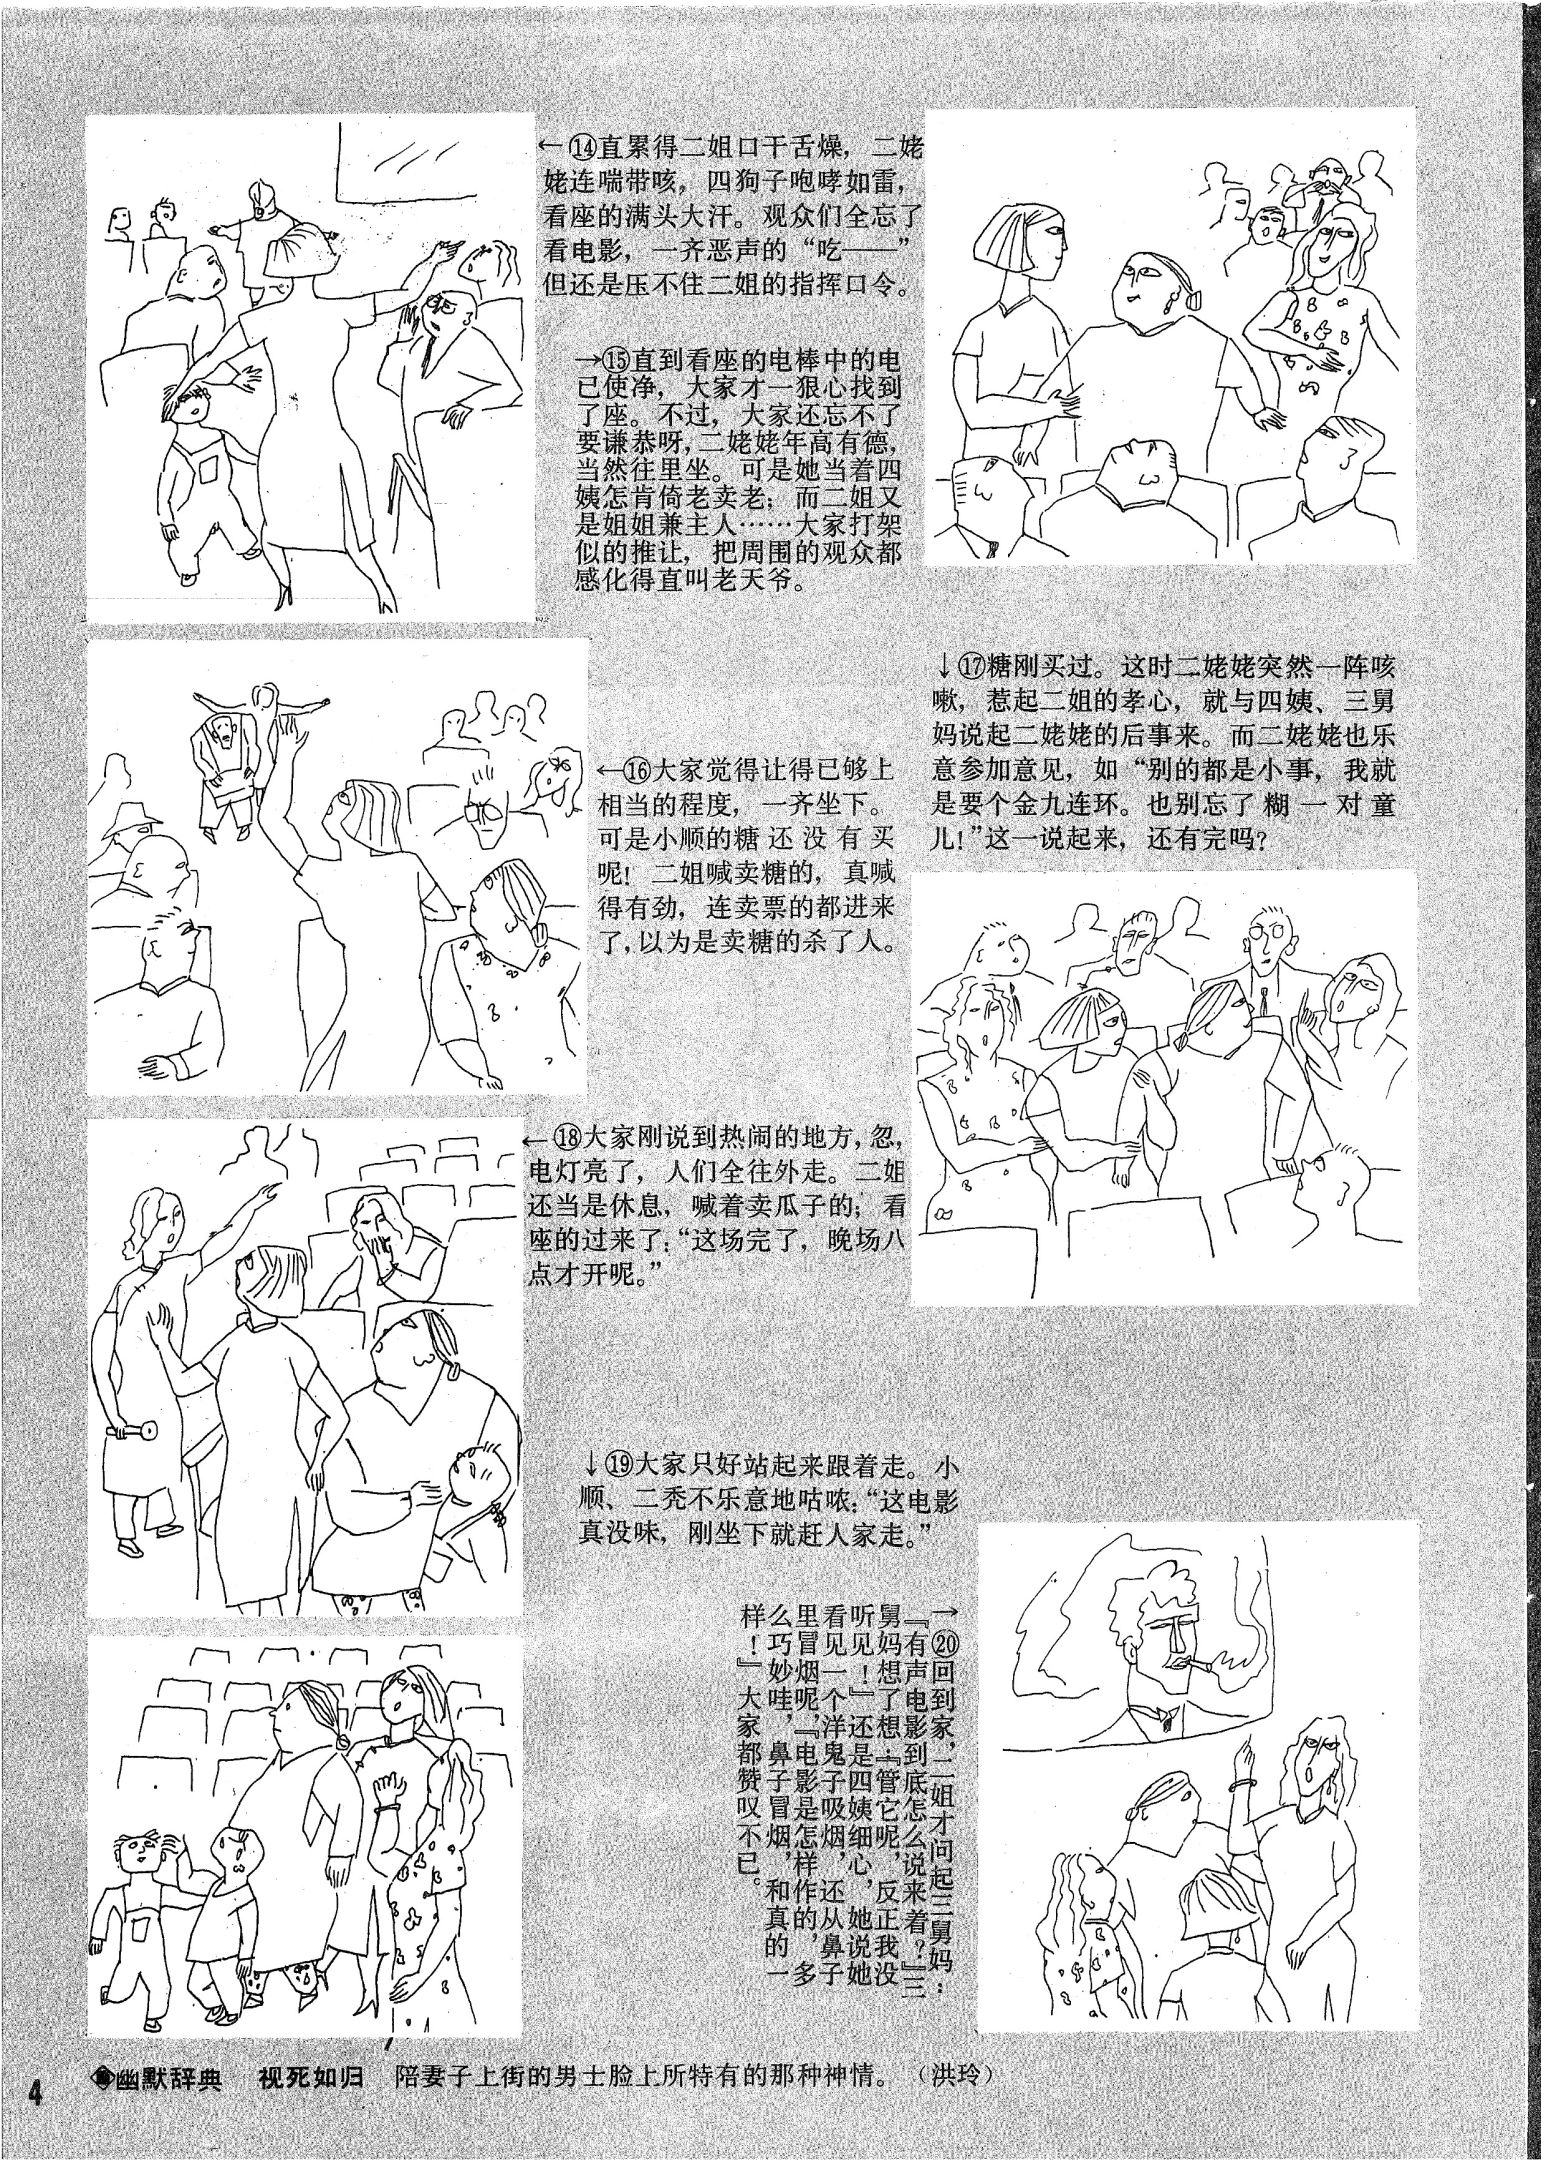 ←⑭直累得二姐口干舌燥，二姥
姥连喘带咳，四狗子咆哮如雷，
看座的满头大汗。观众们全忘了
看电影，一齐恶声的“吃——”
但还是压不住二姐的指挥口令。
→⑮直到看座的电棒中的电
已使净，大家才一狠心找到
了座。不过，大家还忘不了
要谦恭呀，二姥姥年高有德，
当然往里坐。可是她当着四
姨怎肯倚老卖老；而二姐又
是姐姐兼主人……大家打架
似的推让，把周围的观众都
感化得直叫老天爷。
←⑯大家觉得让得已够上
相当的程度，一齐坐下。
可是小顺的糖还没有买
呢！二姐喊卖糖的，真喊
得有劲，连卖票的都进来
了，以为是卖糖的杀了人。
↓⑰糖刚买过。这时二姥姥突然一阵咳
嗽，惹起二姐的孝心，就与四姨、三舅
妈说起二姥姥的后事来。而二姥姥也乐
意参加意见，如“别的都是小事，我就
是要个金九连环。也别忘了糊一对童
儿！”这一说起来，还有完吗？
←⑱大家刚说到热闹的地方，忽，
电灯亮了，人们全往外走。二姐
还当是休息，喊着卖瓜子的；看
座的过来了：“这场完了，晚场八
点才开呢。”
↓⑲大家只好站起来跟着走。小
顺、二秃不乐意地咕哝：“这电影
真没味，刚坐下就赶人家走。”
→⑳回到家，二姐才问起三舅妈：
『有声电影到底怎么说来着？』三
舅妈想了想：『管它呢，反正我没
听见！』还是四姨细心，她说她
看见一个洋鬼子吸烟，还从鼻子
里冒烟呢，『电影是怎样作的，多
么巧妙哇，鼻子冒烟，和真的一
样！』大家都赞叹不已。
幽默辞典 视死如归 陪妻子上街的男士脸上所特有的那种神情。（洪玲）
4